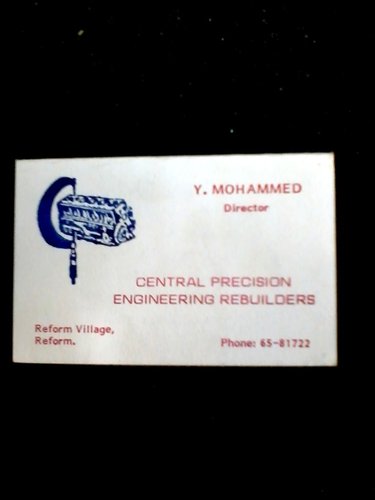 Y. MOHAMMED
Director
CENTRAL PRECISION
ENGINEERING REBUILDERS
Reform Village,
Reform.
Phone: 65-81722